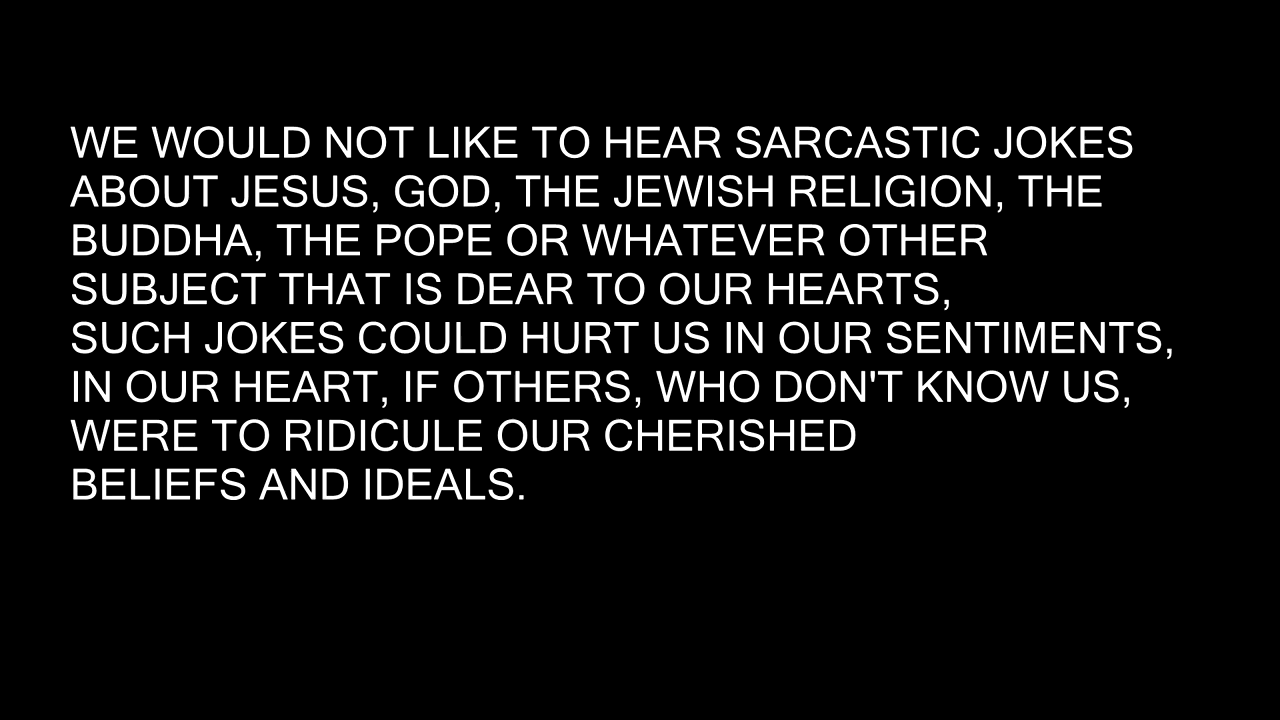 WE WOULD NOT LIKE TO HEAR SARCASTIC JOKES
ABOUT JESUS, GOD, THE JEWISH RELIGION, THE
BUDDHA, THE POPE OR WHATEVER OTHER
SUBJECT THAT IS DEAR TO OUR HEARTS,
SUCH JOKES COULD HURT US IN OUR SENTIMENTS,
IN OUR HEART, IF OTHERS, WHO DON'T KNOW US,
WERE TO RIDICULE OUR CHERISHED
BELIEFS AND IDEALS.